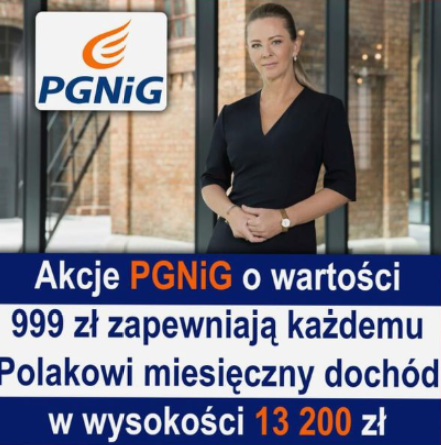 PGNiG
Akcje PGNiG o wartości
999 zł zapewniają każdemu
Polakowi miesięczny dochód
w wysokości 13 200 zł